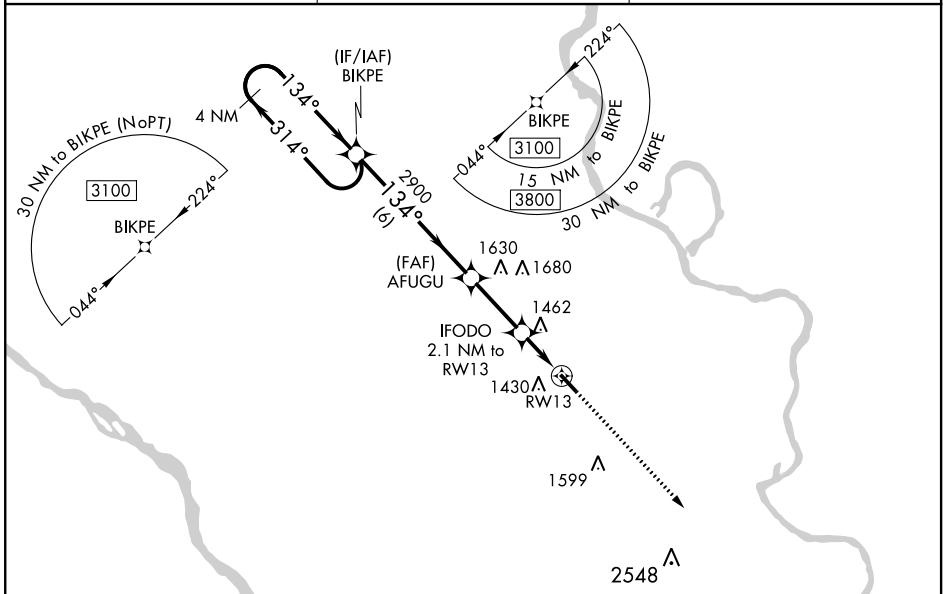 (IF/IAF)
BIKPE
4 NM
134°
314°
30 NM to BIKPE (NoPT)
3100
224°
BIKPE
044°
224°
BIKPE
044°
3100
15 NM to BIKPE
3800
30 NM to BIKPE
2900
134°
(6)
(FAF)
AFUGU
1630
1680
1462
IFODO
2.1 NM to
RW13
1430
RW13
1599
2548